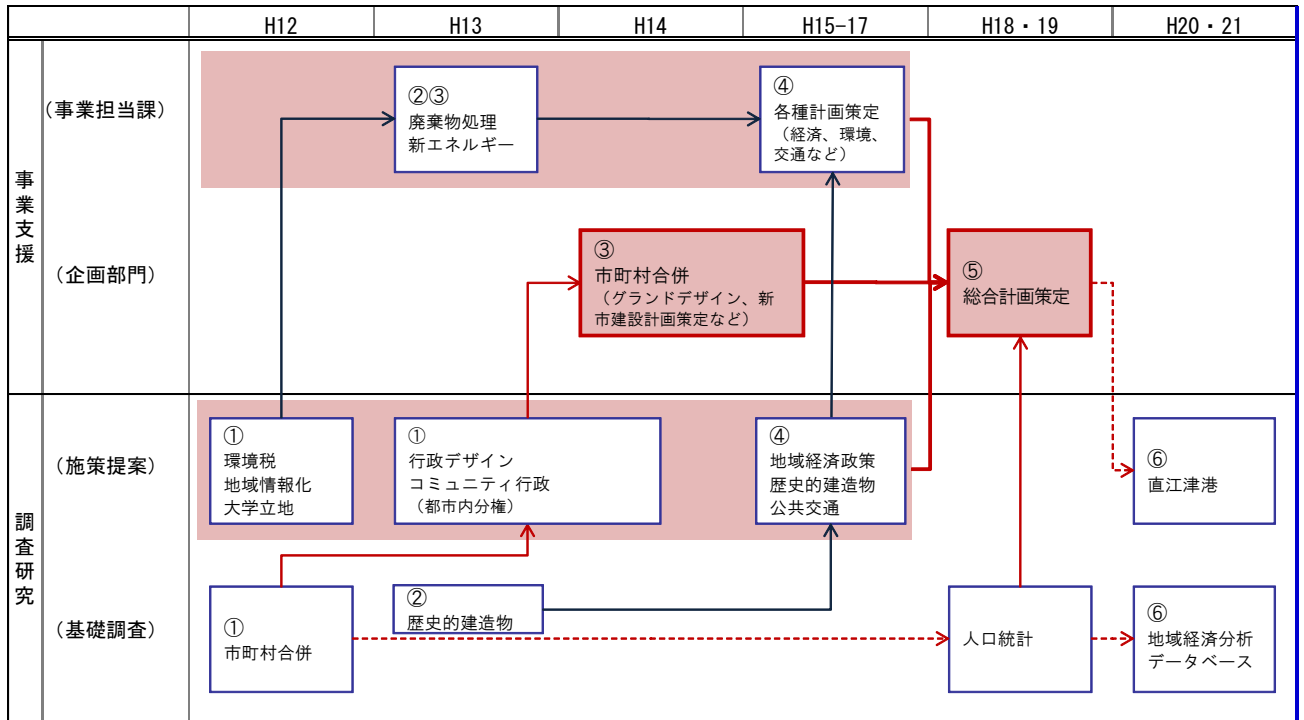 H12 H13 H14 H15-17 H18・19 H20・21
事業支援
(事業担当課)
②③
廃棄物処理
新エネルギー
④
各種計画策定
(経済、環境、
交通など)
(企画部門)
③
市町村合併
(グランドデザイン、新
市建設計画策定など)
⑤
総合計画策定
調査研究
(施策提案)
①
環境税
地域情報化
大学立地
①
行政デザイン
コミュニティ行政
(都市内分権)
④
地域経済政策
歴史的建造物
公共交通
⑥
直江津港
(基礎調査)
①
市町村合併
②
歴史的建造物
人口統計
⑥
地域経済分析
データベース